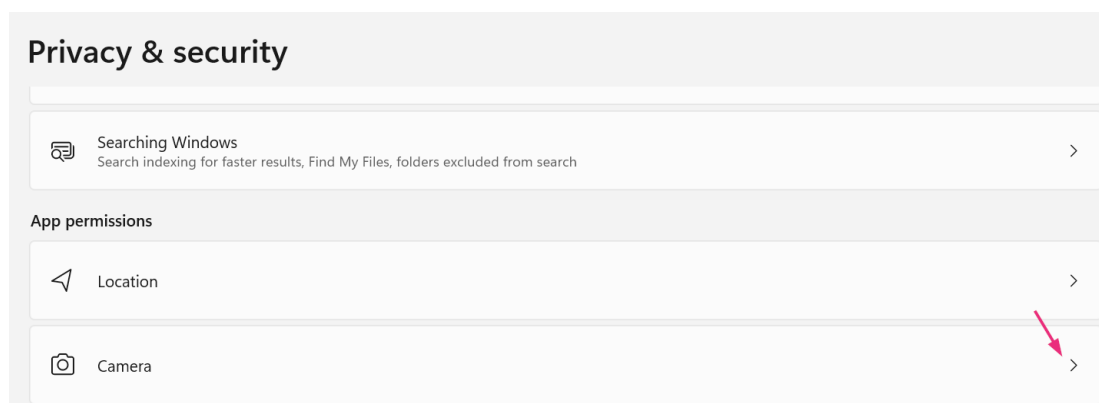 Privacy & security
Searching Windows
Search indexing for faster results, Find My Files, folders excluded from search
App permissions
Location
Camera